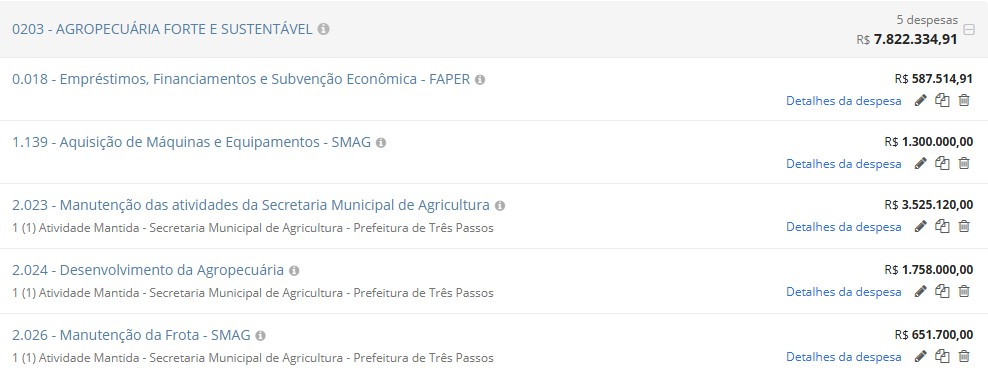 0203 - AGROPECUÁRIA FORTE E SUSTENTÁVEL
5 despesas
R$ 7.822.334,91
0.018 - Empréstimos, Financiamentos e Subvenção Econômica - FAPER
R$ 587.514,91
Detalhes da despesa
1.139 - Aquisição de Máquinas e Equipamentos - SMAG
R$ 1.300.000,00
Detalhes da despesa
2.023 - Manutenção das atividades da Secretaria Municipal de Agricultura
R$ 3.525.120,00
1 (1) Atividade Mantida - Secretaria Municipal de Agricultura - Prefeitura de Três Passos
Detalhes da despesa
2.024 - Desenvolvimento da Agropecuária
R$ 1.758.000,00
1 (1) Atividade Mantida - Secretaria Municipal de Agricultura - Prefeitura de Três Passos
Detalhes da despesa
2.026 - Manutenção da Frota - SMAG
R$ 651.700,00
1 (1) Atividade Mantida - Secretaria Municipal de Agricultura - Prefeitura de Três Passos
Detalhes da despesa